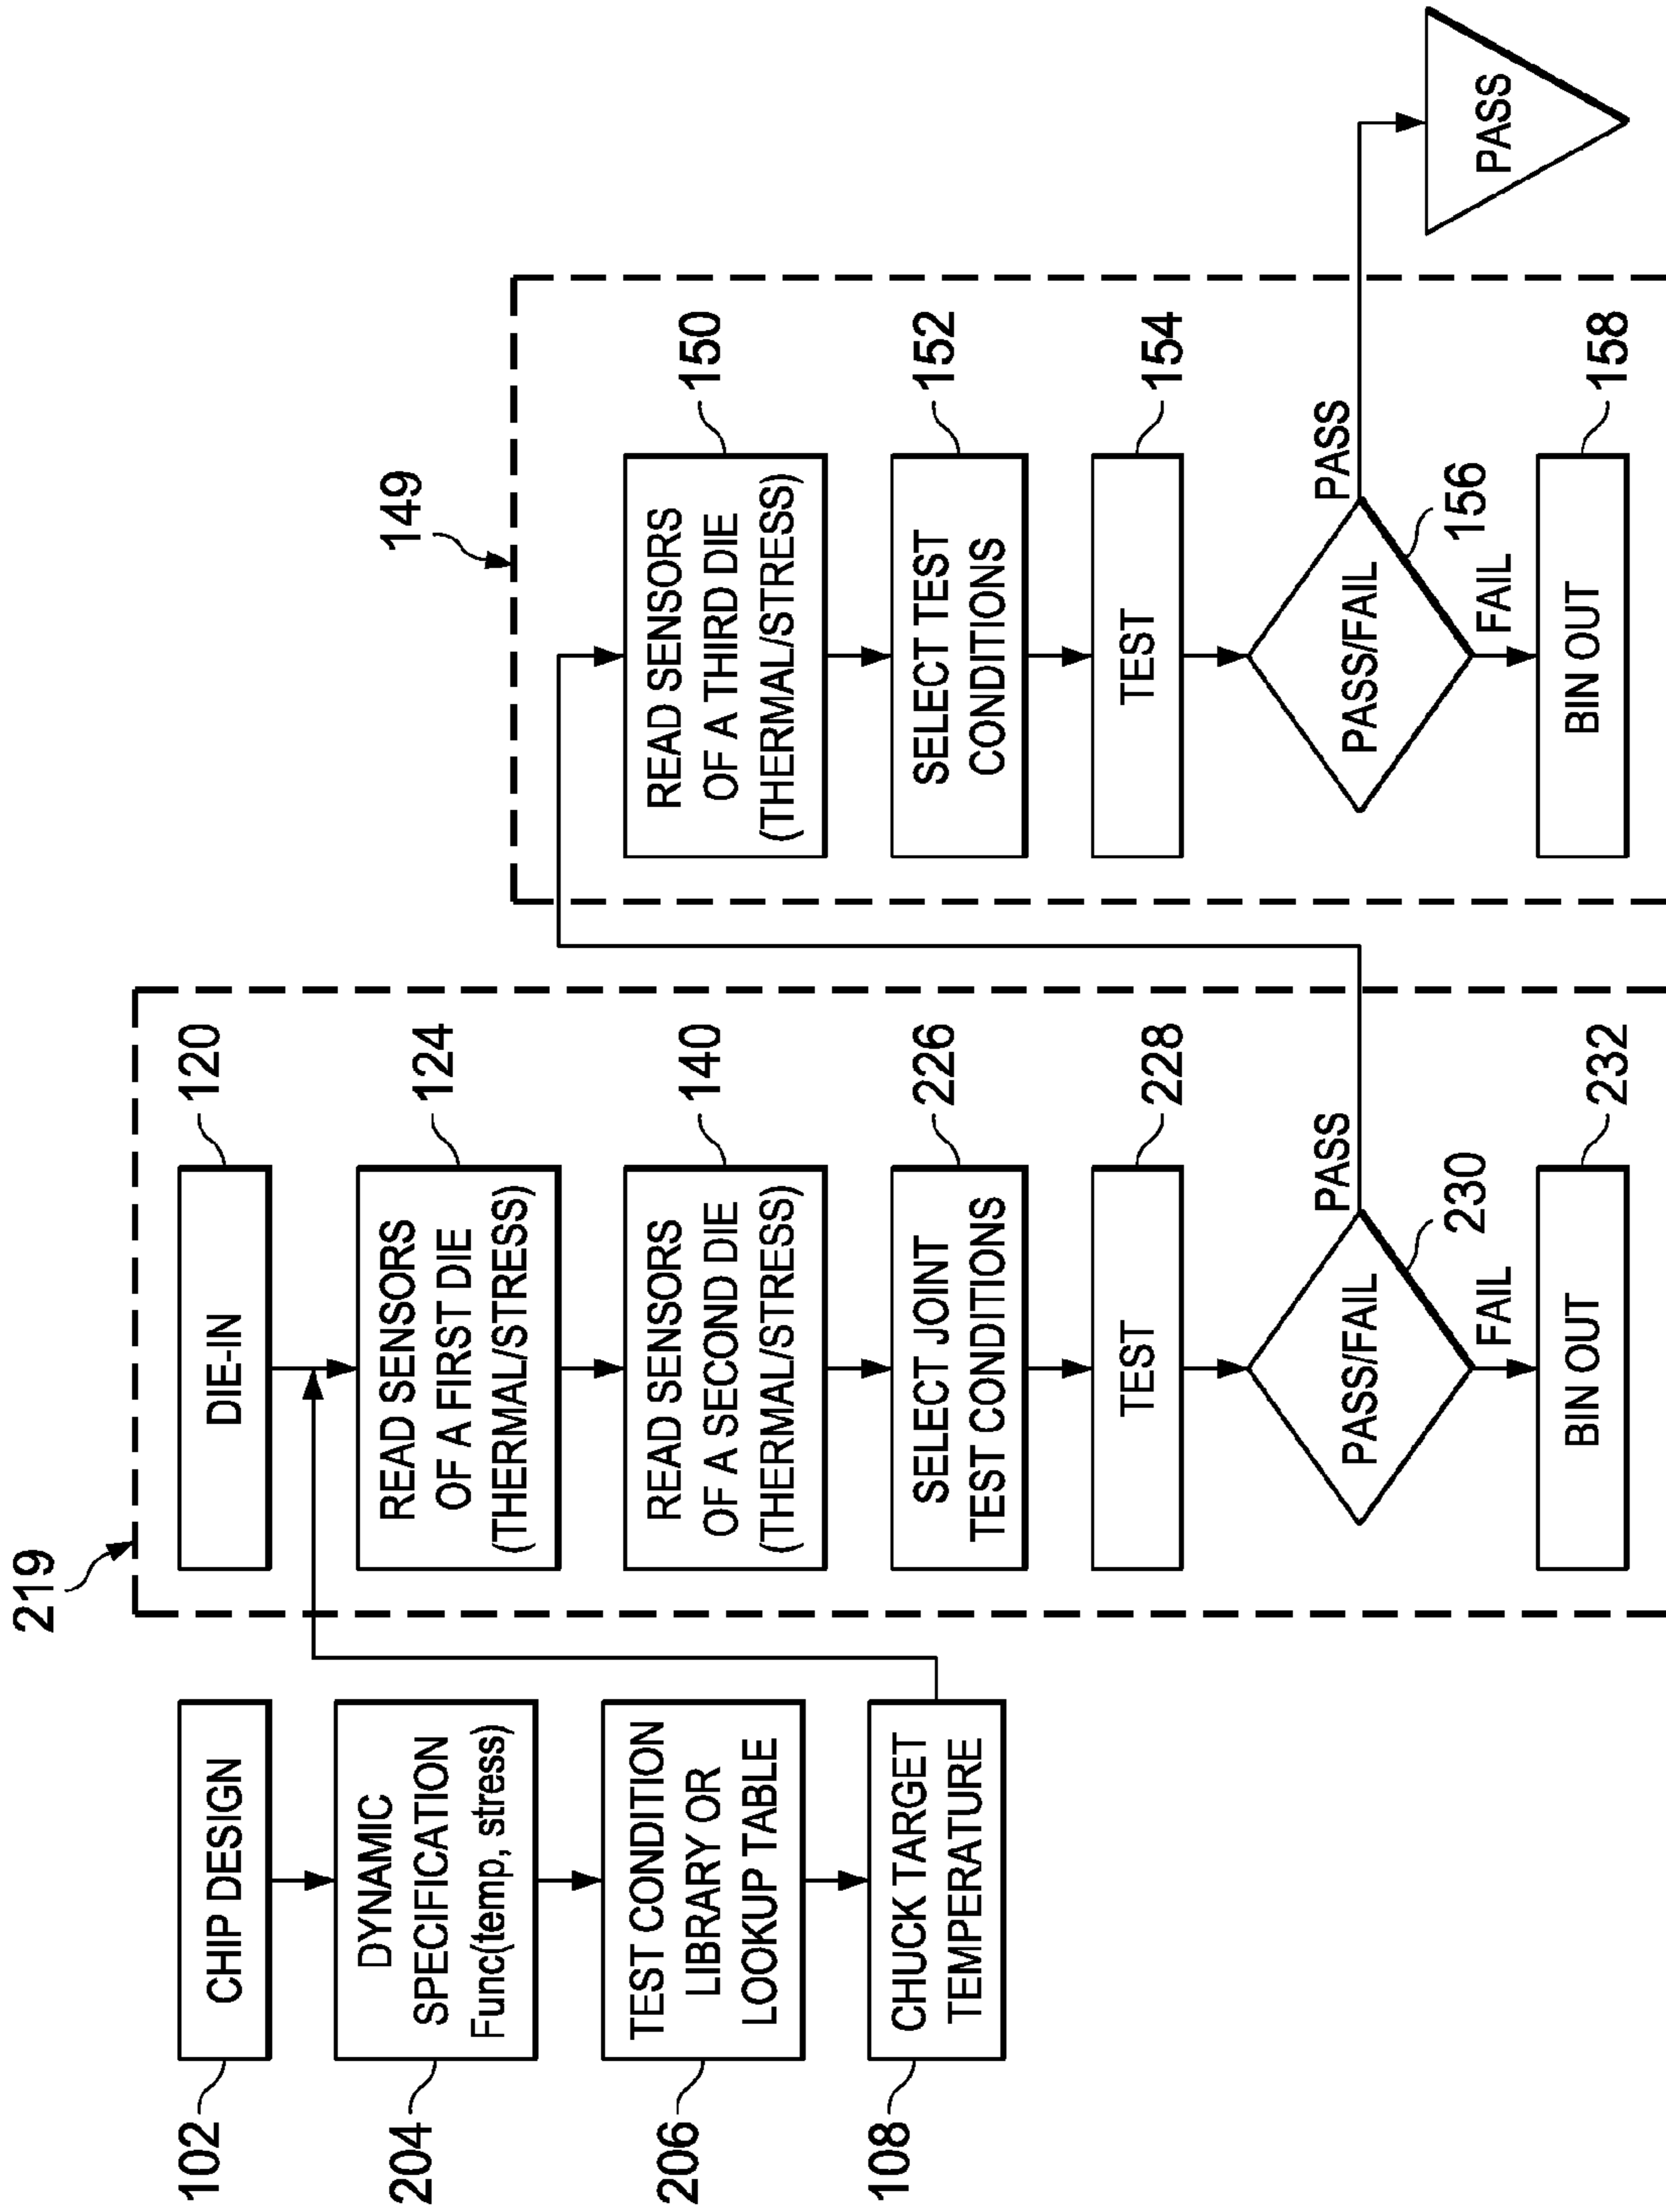 102
CHIP DESIGN
204
DYNAMIC
SPECIFICATION
Func(temp, stress)
206
TEST CONDITION
LIBRARY OR
LOOKUP TABLE
108
CHUCK TARGET
TEMPERATURE
219
DIE-IN
120
READ SENSORS
OF A FIRST DIE
(THERMAL/STRESS)
124
READ SENSORS
OF A SECOND DIE
(THERMAL/STRESS)
140
SELECT JOINT
TEST CONDITIONS
226
TEST
228
PASS/FAIL
PASS
230
FAIL
BIN OUT
232
149
READ SENSORS
OF A THIRD DIE
(THERMAL/STRESS)
150
SELECT TEST
CONDITIONS
152
TEST
154
PASS/FAIL
PASS
156
FAIL
BIN OUT
158
PASS